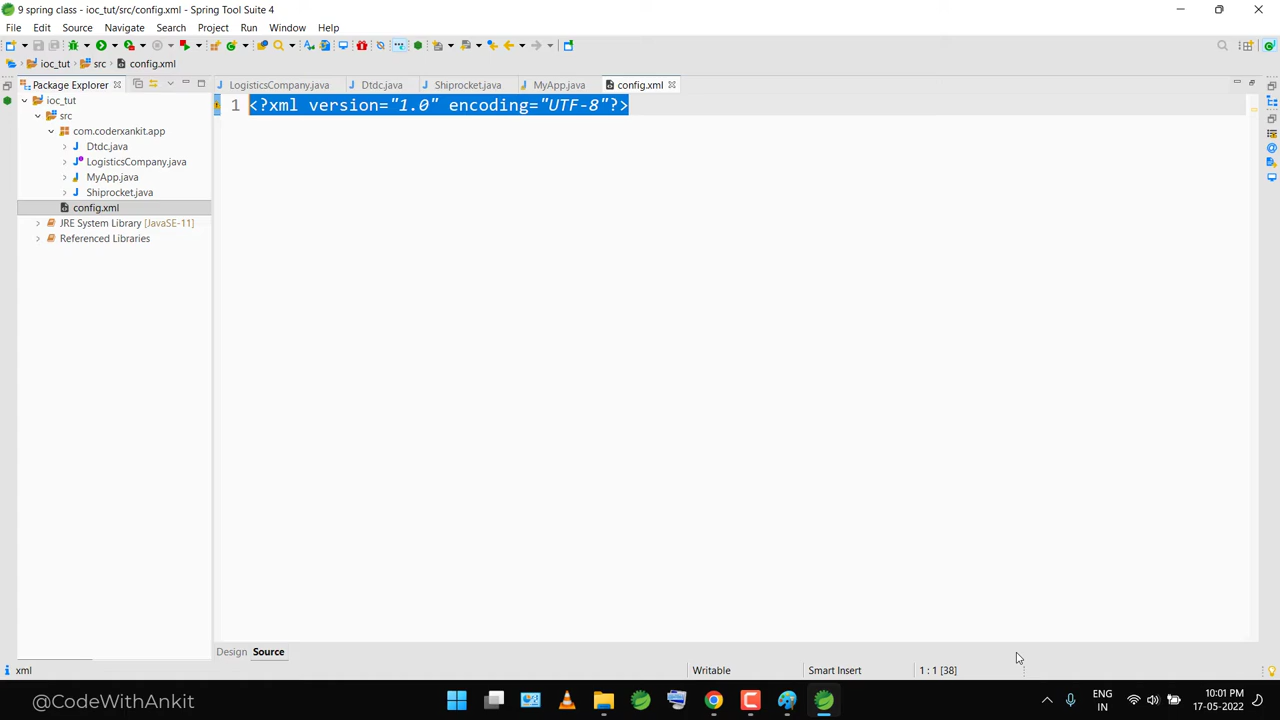 9 spring class - ioc_tut/src/config.xml - Spring Tool Suite 4
File Edit Source Navigate Search Project Run Window Help
ioc_tut src config.xml
Package Explorer
LogisticsCompany.java Dtdc.java Shiprocket.java MyApp.java config.xml
ioc_tut
1 <?xml version="1.0" encoding="UTF-8"?>
src
com.coderxankit.app
Dtdc.java
LogisticsCompany.java
MyApp.java
Shiprocket.java
config.xml
JRE System Library [JavaSE-11]
Referenced Libraries
Design Source
xml Writable Smart Insert 1 : 1 [38]
@CodeWithAnkit
ENG
IN
10:01 PM
17-05-2022